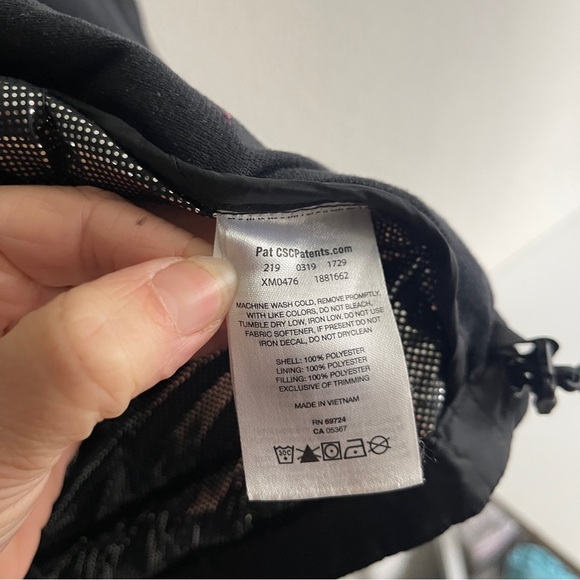 Pat CSCPatents.com
219 0319 1729
XM0476 1881662
MACHINE WASH COLD, REMOVE PROMPTLY,
WITH LIKE COLORS, DO NOT BLEACH,
TUMBLE DRY LOW, IRON LOW, DO NOT USE
FABRIC SOFTENER, IF PRESENT DO NOT
IRON DECAL, DO NOT DRYCLEAN
SHELL: 100% POLYESTER
LINING: 100% POLYESTER
FILLING: 100% POLYESTER
EXCLUSIVE OF TRIMMING
MADE IN VIETNAM
RN 69724
CA 05367
30C